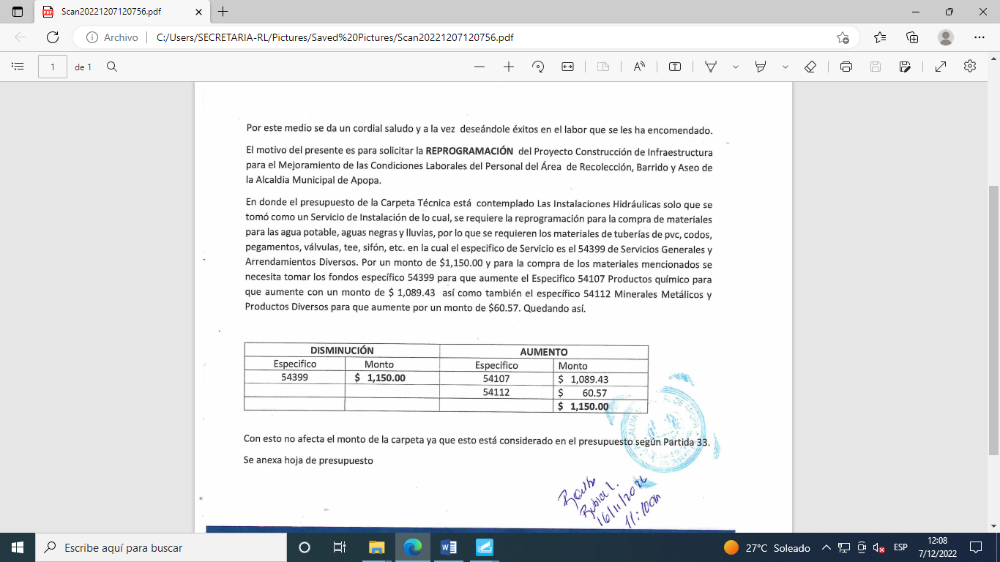 Scan20221207120756.pdf
Archivo
C:/Users/SECRETARIA-RL/Pictures/Saved%20Pictures/Scan20221207120756.pdf
1 de 1
Por este medio se da un cordial saludo y a la vez deseándole éxitos en el labor que se les ha encomendado.
El motivo del presente es para solicitar la REPROGRAMACIÓN del Proyecto Construcción de Infraestructura
para el Mejoramiento de las Condiciones Laborales del Personal del Área de Recolección, Barrido y Aseo de
la Alcaldia Municipal de Apopa.
En donde el presupuesto de la Carpeta Técnica está contemplado Las Instalaciones Hidráulicas solo que se
tomó como un Servicio de Instalación de lo cual, se requiere la reprogramación para la compra de materiales
para las agua potable, aguas negras y lluvias, por lo que se requieren los materiales de tuberías de pvc, codos,
pegamentos, válvulas, tee, sifón, etc. en la cual el especifico de Servicio es el 54399 de Servicios Generales y
Arrendamientos Diversos. Por un monto de $1,150.00 y para la compra de los materiales mencionados se
necesita tomar los fondos específico 54399 para que aumente el Especifico 54107 Productos químico para
que aumente con un monto de $ 1,089.43 así como también el específico 54112 Minerales Metálicos y
Productos Diversos para que aumente por un monto de $60.57. Quedando así.
DISMINUCIÓN AUMENTO
Especifico Monto Especifico Monto
54399 $ 1,150.00 54107 $ 1,089.43
54112 $ 60.57
$ 1,150.00
Con esto no afecta el monto de la carpeta ya que esto está considerado en el presupuesto según Partida 33.
Se anexa hoja de presupuesto
16/11/2022
Escribe aquí para buscar
27°C Soleado
ESP
12:08
7/12/2022